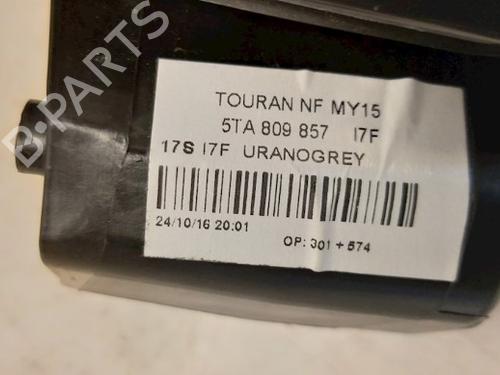 B-PARTS
TOURAN NF MY15
5TA 809 857 I7F
17S I7F URANOGREY
24/10/16 20:01
OP: 301 + 574